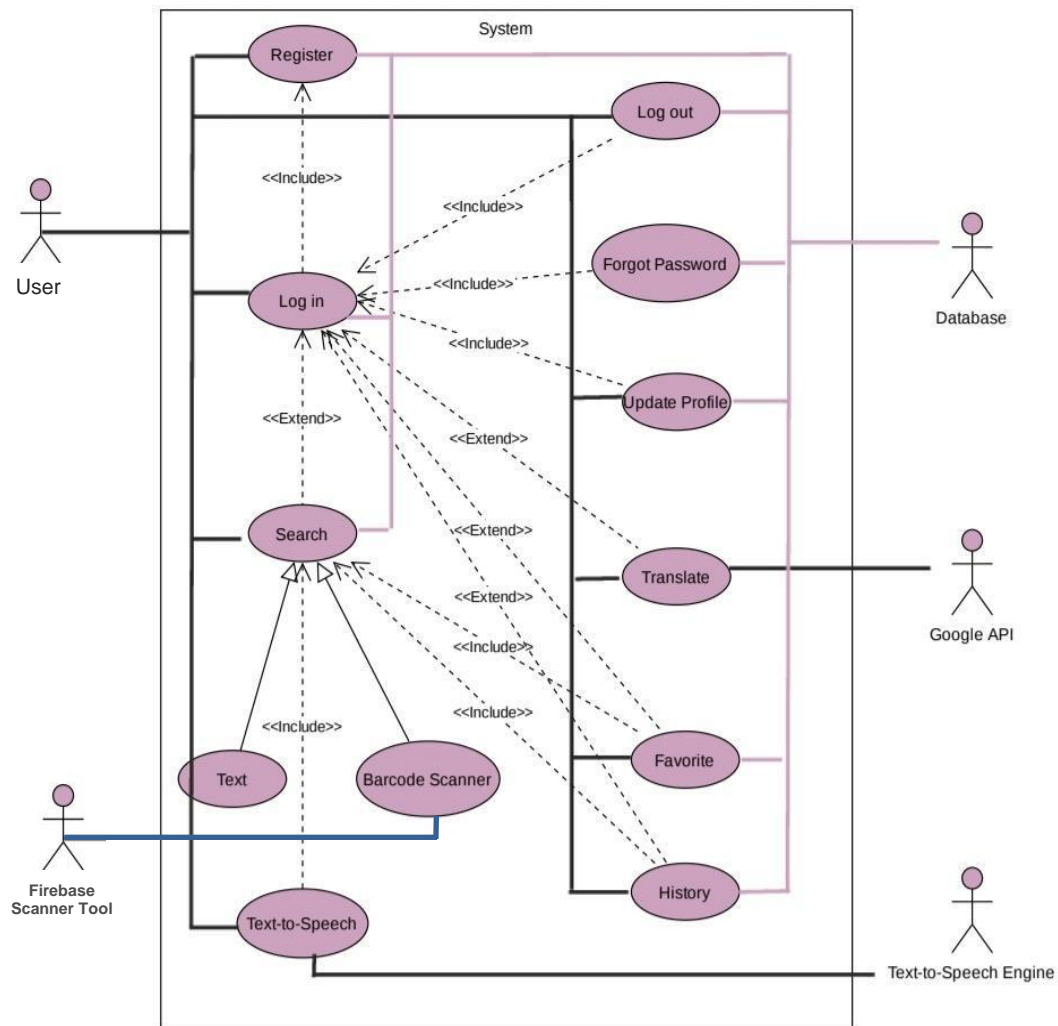 System
Register
Log out
<<Include>>
<<Include>>
User
Forgot Password
<<Include>>
Log in
Database
<<Include>>
Update Profile
<<Extend>>
<<Extend>>
Search
<<Extend>>
Translate
<<Extend>>
Google API
<<Include>>
<<Include>>
<<Include>>
Text
Barcode Scanner
Favorite
Firebase
Scanner Tool
History
Text-to-Speech
Text-to-Speech Engine